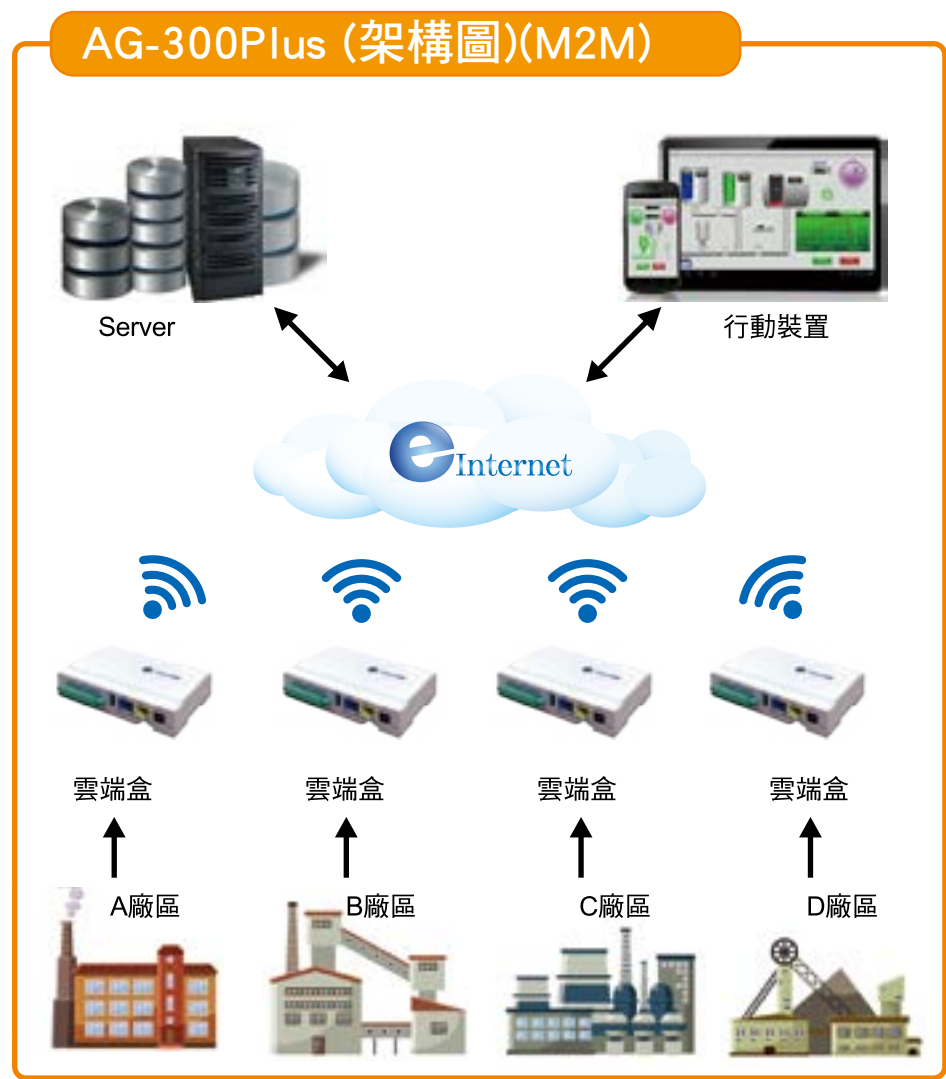 AG-300Plus (架構圖)(M2M)
Server
行動裝置
Internet
雲端盒
雲端盒
雲端盒
雲端盒
A廠區
B廠區
C廠區
D廠區